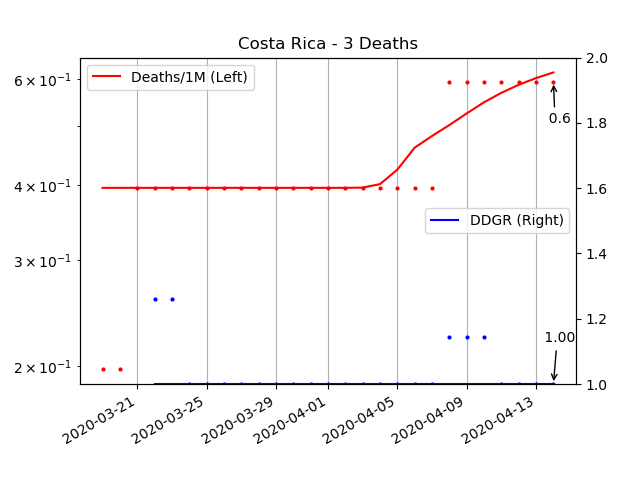 Costa Rica - 3 Deaths
Deaths/1M (Left)
DDGR (Right)
6 × 10⁻¹
4 × 10⁻¹
3 × 10⁻¹
2 × 10⁻¹
2.0
1.8
1.6
1.4
1.2
1.0
0.6
1.00
2020-03-21
2020-03-25
2020-03-29
2020-04-01
2020-04-05
2020-04-09
2020-04-13